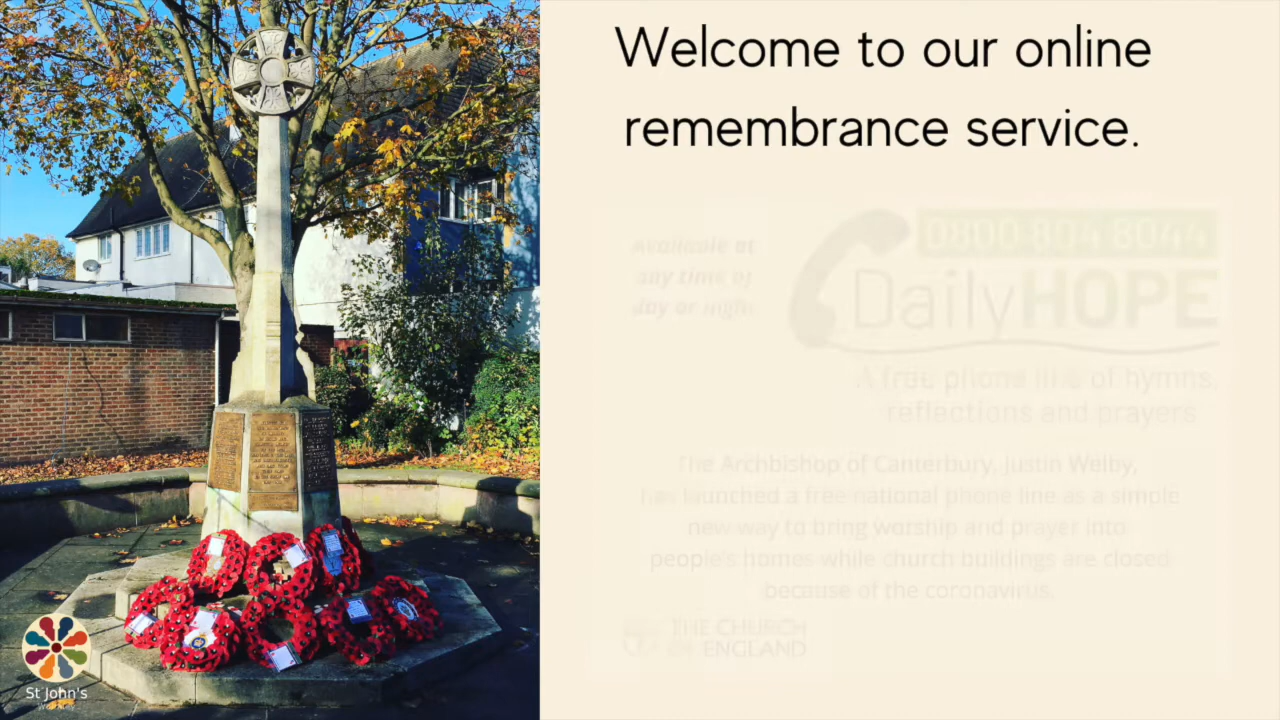 Welcome to our online
remembrance service.
Available at
any time of
day or night
0800 804 8044
DailyHOPE
A free phone line of hymns,
reflections and prayers
The Archbishop of Canterbury, Justin Welby,
has launched a free national phone line as a simple
new way to bring worship and prayer into
people's homes while church buildings are closed
because of the coronavirus.
THE CHURCH
OF ENGLAND
St John's